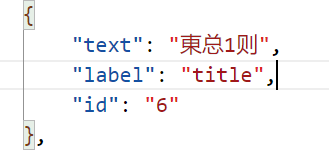 {
"text": "東总1则",
"label": "title",
"id": "6"
},